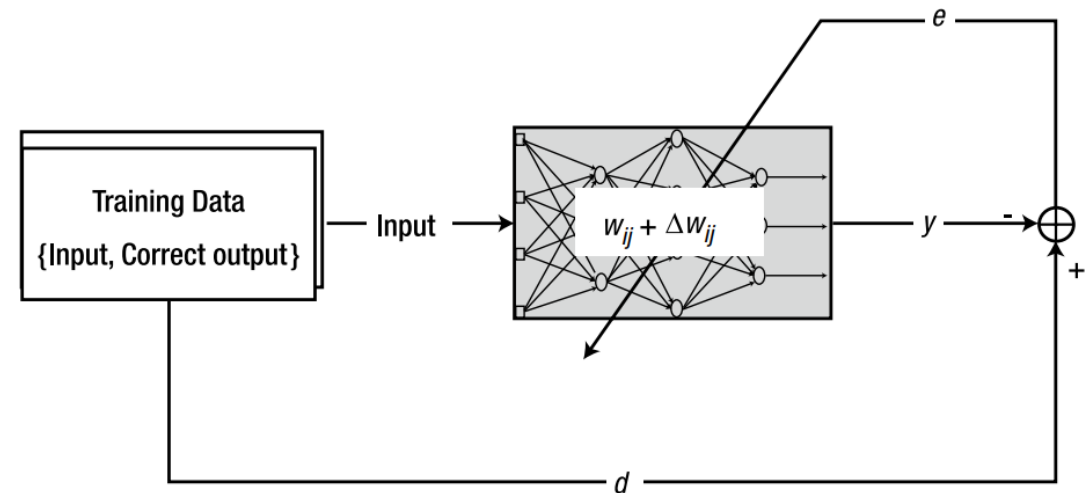 e
Training Data
{Input, Correct output}
Input
wij + Δwij
y
-
+
d